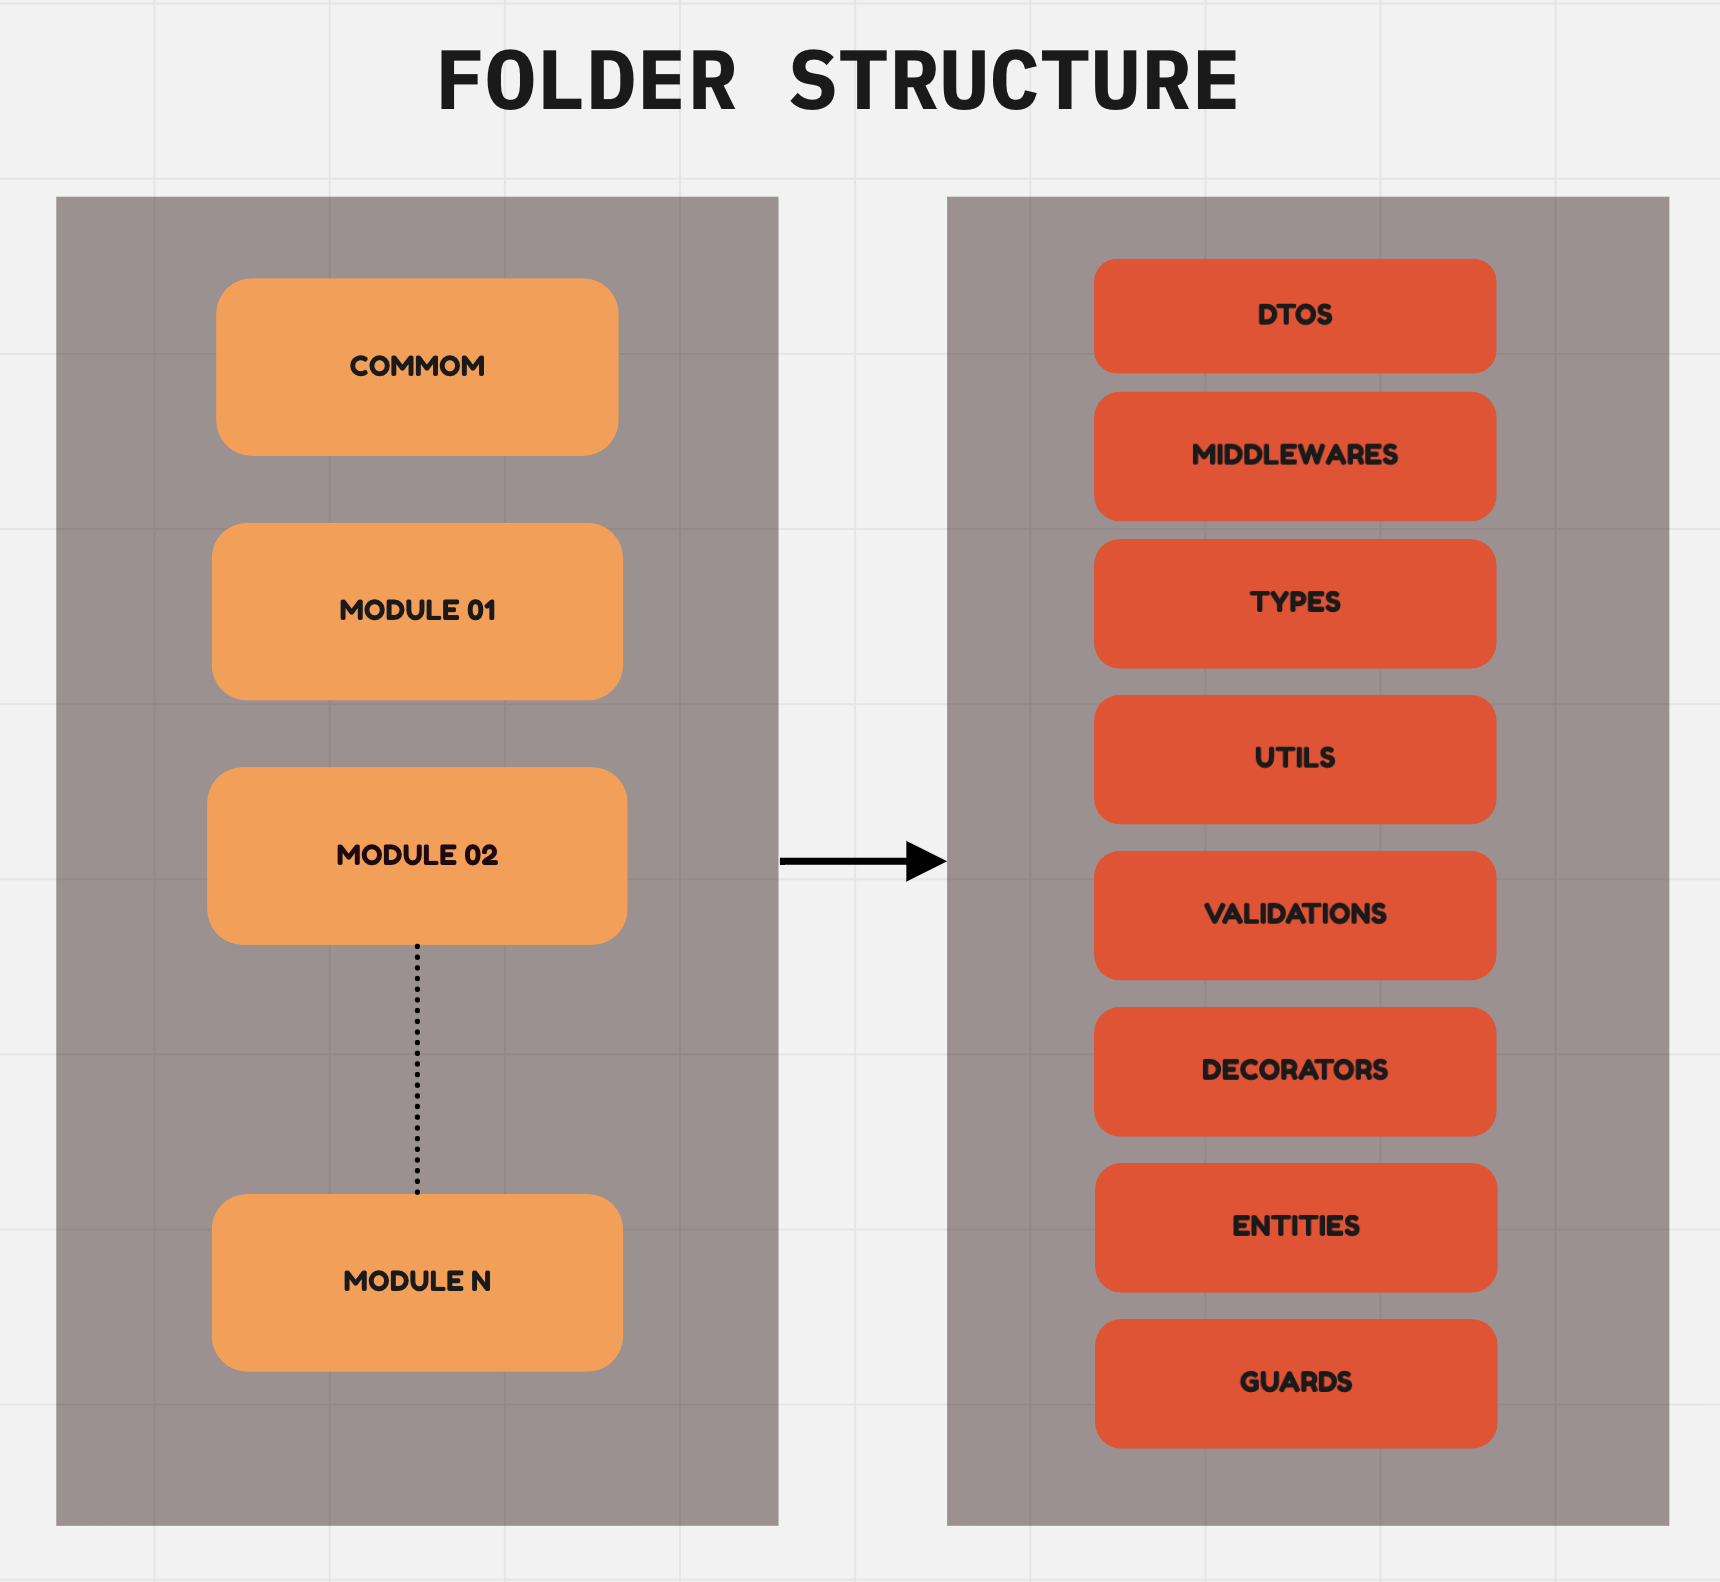 FOLDER STRUCTURE
COMMOM
MODULE 01
MODULE 02
MODULE N
DTOS
MIDDLEWARES
TYPES
UTILS
VALIDATIONS
DECORATORS
ENTITIES
GUARDS